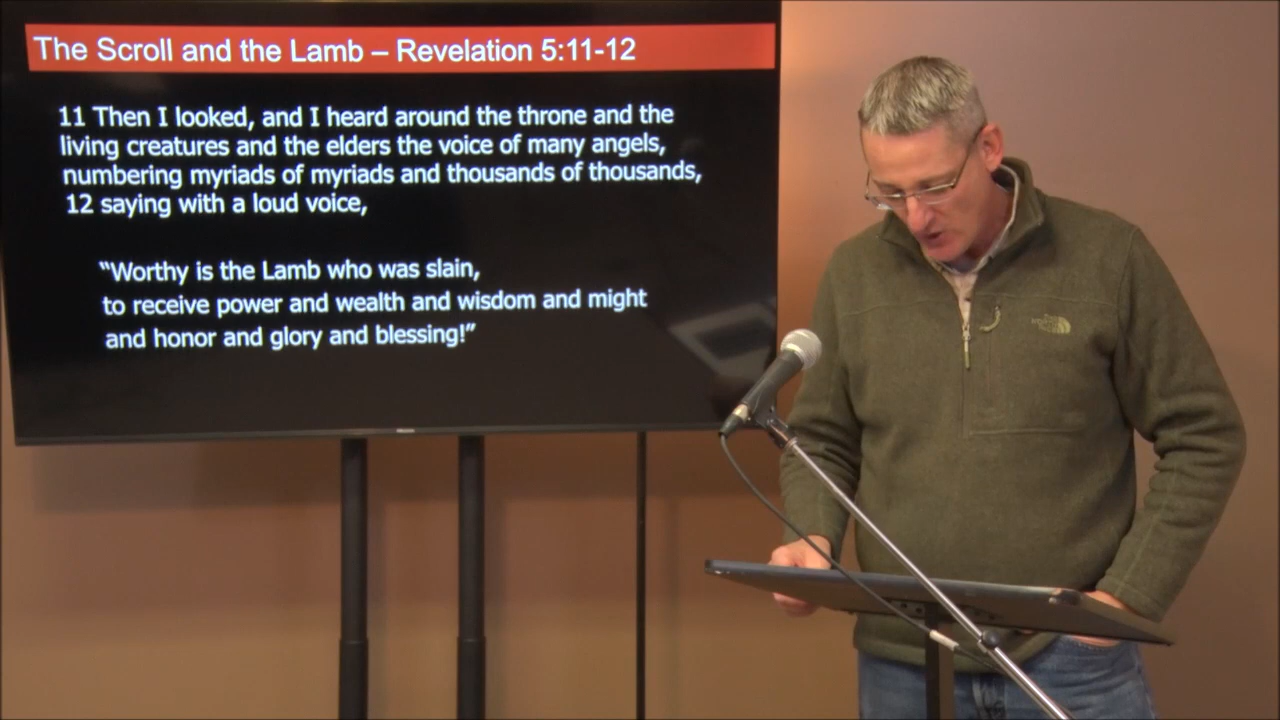 The Scroll and the Lamb – Revelation 5:11-12
11 Then I looked, and I heard around the throne and the
living creatures and the elders the voice of many angels,
numbering myriads of myriads and thousands of thousands,
12 saying with a loud voice,
“Worthy is the Lamb who was slain,
to receive power and wealth and wisdom and might
and honor and glory and blessing!”